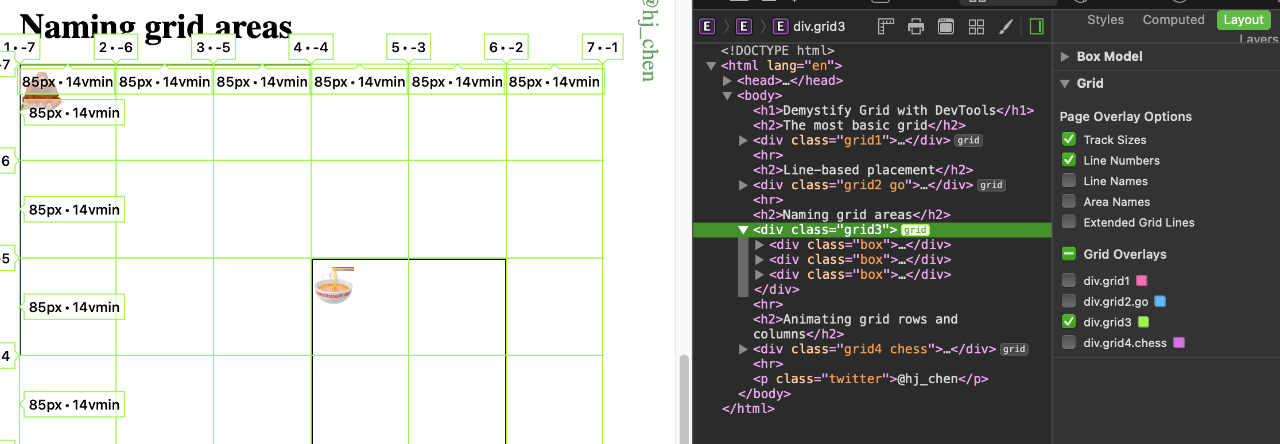 Naming grid areas
@hj_chen
1 • -7
2 • -6
3 • -5
4 • -4
5 • -3
6 • -2
7 • -1
-7
85px • 14vmin
85px • 14vmin
85px • 14vmin
85px • 14vmin
85px • 14vmin
85px • 14vmin
85px • 14vmin
-6
85px • 14vmin
-5
85px • 14vmin
-4
85px • 14vmin
E
E
E div.grid3
<!DOCTYPE html>
<html lang="en">
<head>…</head>
<body>
<h1>Demystify Grid with DevTools</h1>
<h2>The most basic grid</h2>
<div class="grid1">…</div> grid
<hr>
<h2>Line-based placement</h2>
<div class="grid2 go">…</div> grid
<hr>
<h2>Naming grid areas</h2>
<div class="grid3"> grid
<div class="box">…</div>
<div class="box">…</div>
<div class="box">…</div>
</div>
<hr>
<h2>Animating grid rows and
columns</h2>
<div class="grid4 chess">…</div> grid
<hr>
<p class="twitter">@hj_chen</p>
</body>
</html>
Styles Computed Layout
Layers
Box Model
Grid
Page Overlay Options
Track Sizes
Line Numbers
Line Names
Area Names
Extended Grid Lines
Grid Overlays
div.grid1
div.grid2.go
div.grid3
div.grid4.chess